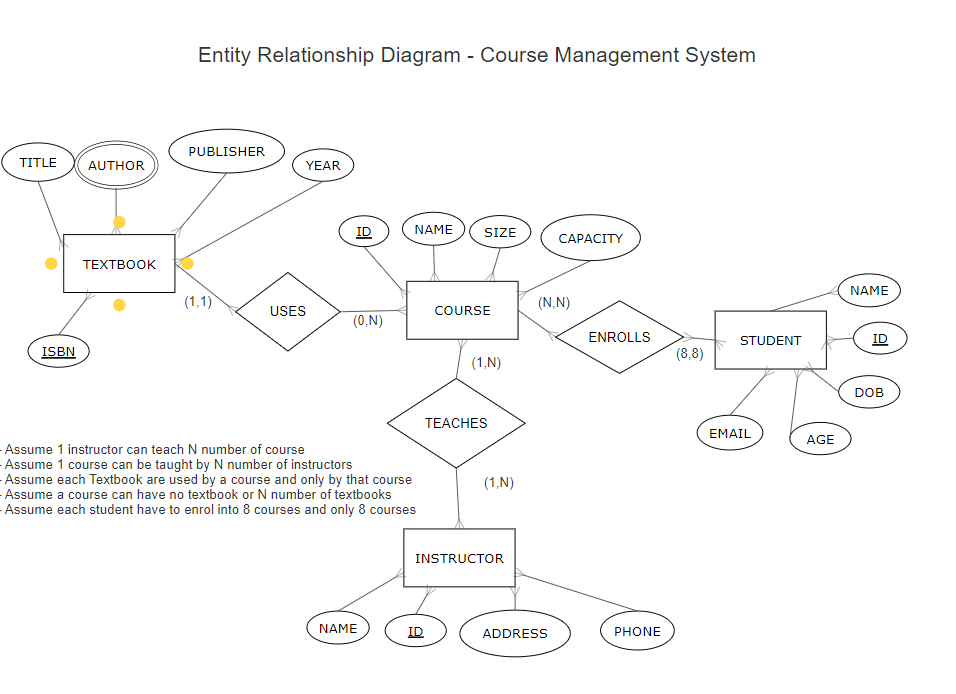 Entity Relationship Diagram - Course Management System
TITLE
AUTHOR
PUBLISHER
YEAR
TEXTBOOK
ISBN
(1,1)
USES
(0,N)
ID
NAME
SIZE
CAPACITY
COURSE
(N,N)
ENROLLS
(8,8)
STUDENT
NAME
ID
DOB
AGE
EMAIL
(1,N)
TEACHES
(1,N)
- Assume 1 instructor can teach N number of course
- Assume 1 course can be taught by N number of instructors
- Assume each Textbook are used by a course and only by that course
- Assume a course can have no textbook or N number of textbooks
- Assume each student have to enrol into 8 courses and only 8 courses
INSTRUCTOR
NAME
ID
ADDRESS
PHONE